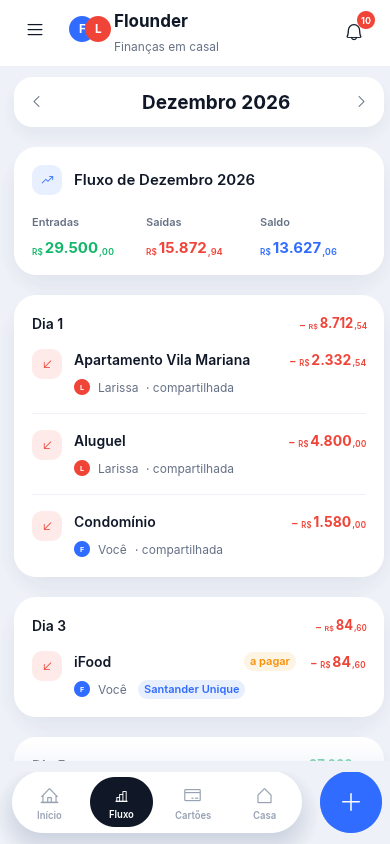 F L Flounder
Finanças em casal
10
Dezembro 2026
Fluxo de Dezembro 2026
Entradas Saídas Saldo
R$ 29.500,00 R$ 15.872,94 R$ 13.627,06
Dia 1 – R$ 8.712,54
Apartamento Vila Mariana – R$ 2.332,54
L Larissa · compartilhada
Aluguel – R$ 4.800,00
L Larissa · compartilhada
Condomínio – R$ 1.580,00
F Você · compartilhada
Dia 3 – R$ 84,60
iFood a pagar – R$ 84,60
F Você Santander Unique
Início Fluxo Cartões Casa